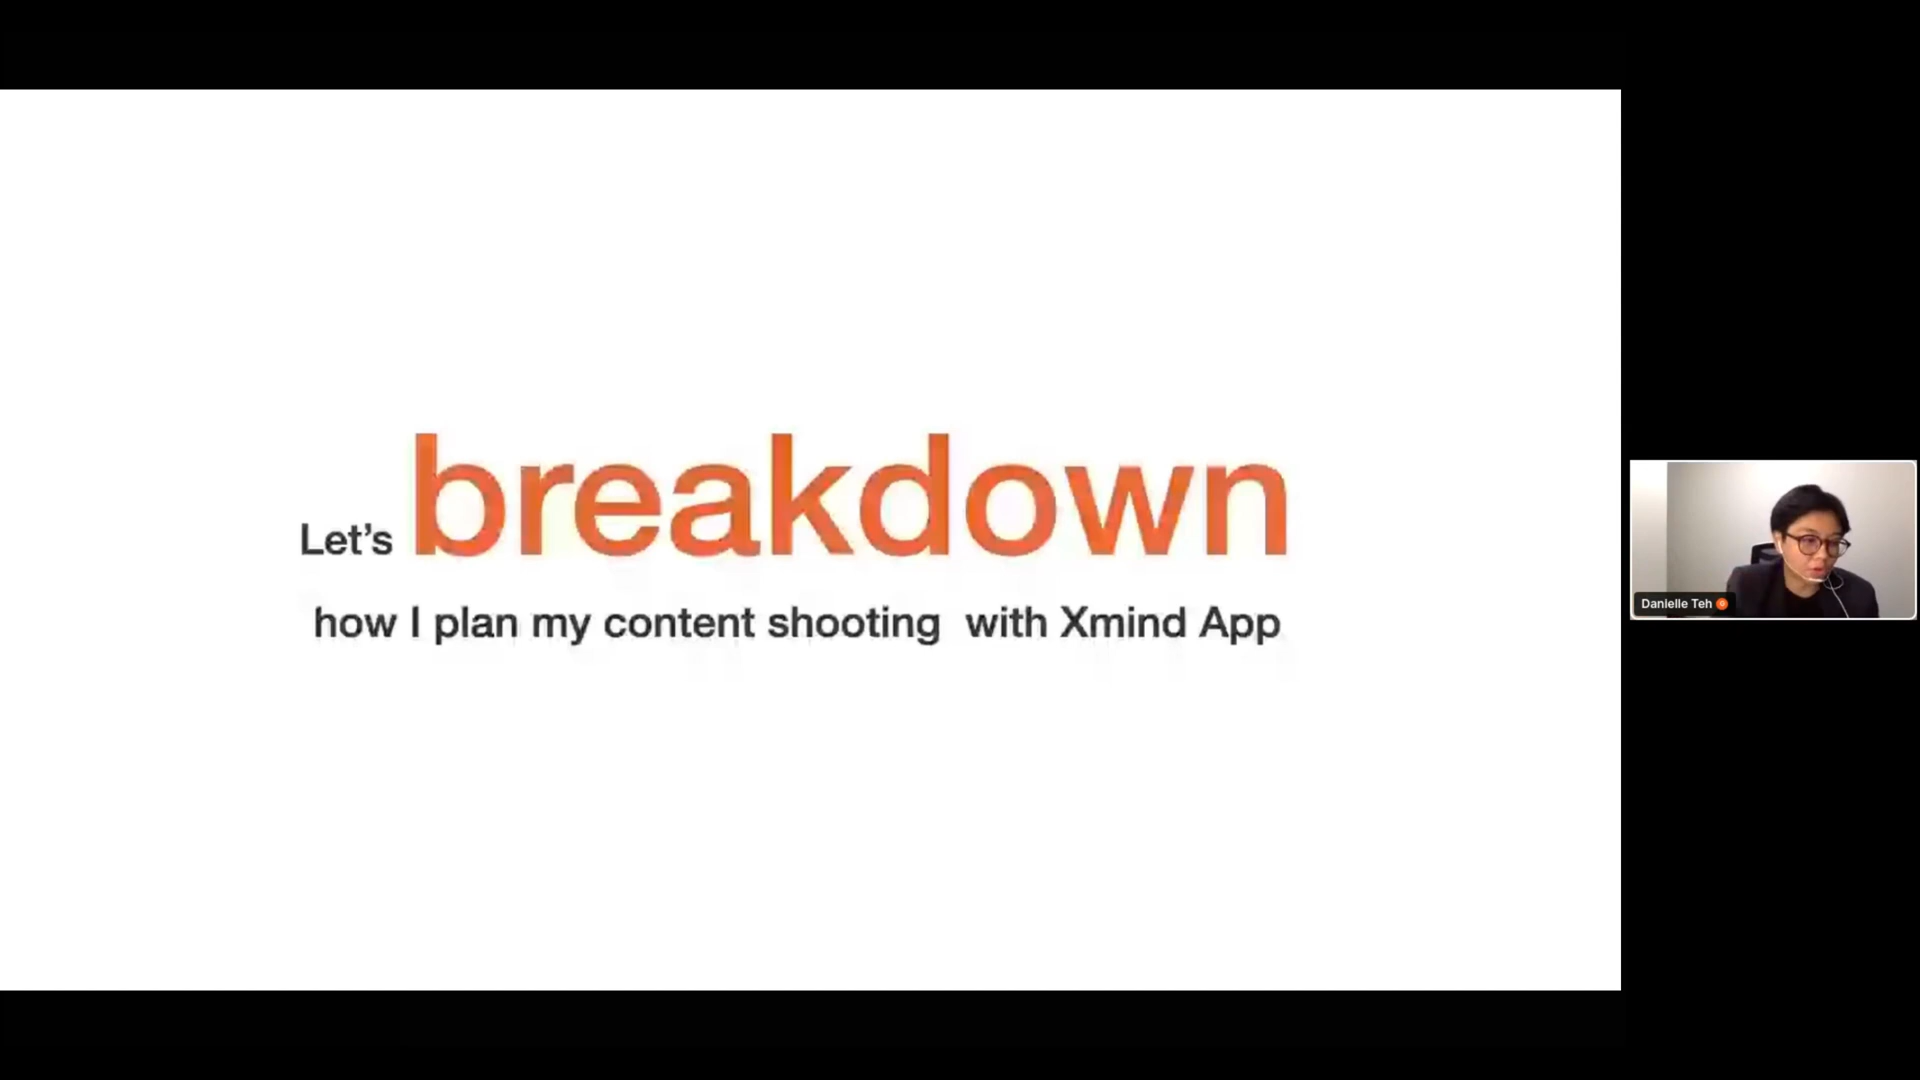 Let's breakdown
how I plan my content shooting with Xmind App
Danielle Teh